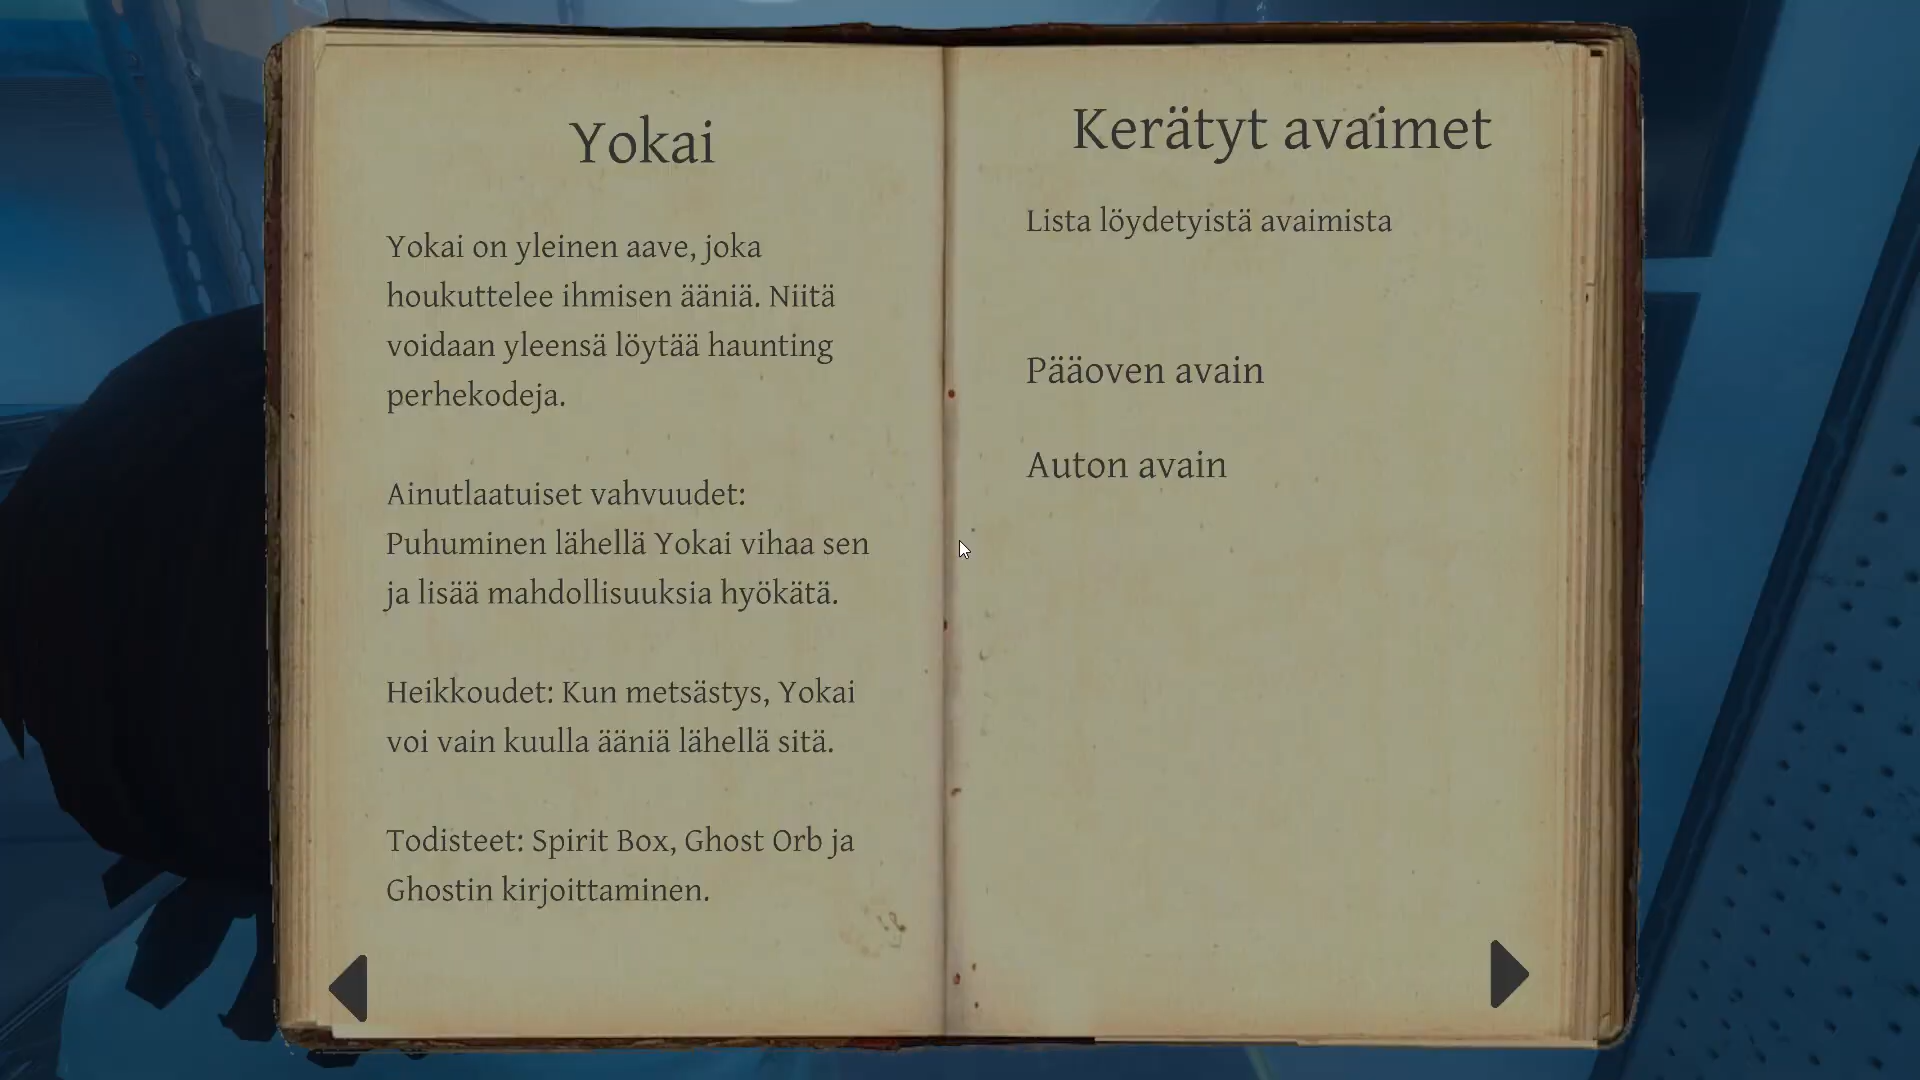 Yokai
Yokai on yleinen aave, joka
houkuttelee ihmisen ääniä. Niitä
voidaan yleensä löytää haunting
perhekodeja.
Ainutlaatuiset vahvuudet:
Puhuminen lähellä Yokai vihaa sen
ja lisää mahdollisuuksia hyökätä.
Heikkoudet: Kun metsästys, Yokai
voi vain kuulla ääniä lähellä sitä.
Todisteet: Spirit Box, Ghost Orb ja
Ghostin kirjoittaminen.
Kerätyt avaimet
Lista löydetyistä avaimista
Pääoven avain
Auton avain